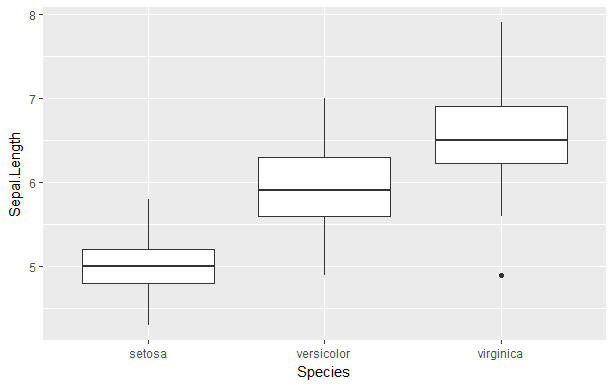 8
7
6
5
Sepal.Length
setosa
versicolor
virginica
Species